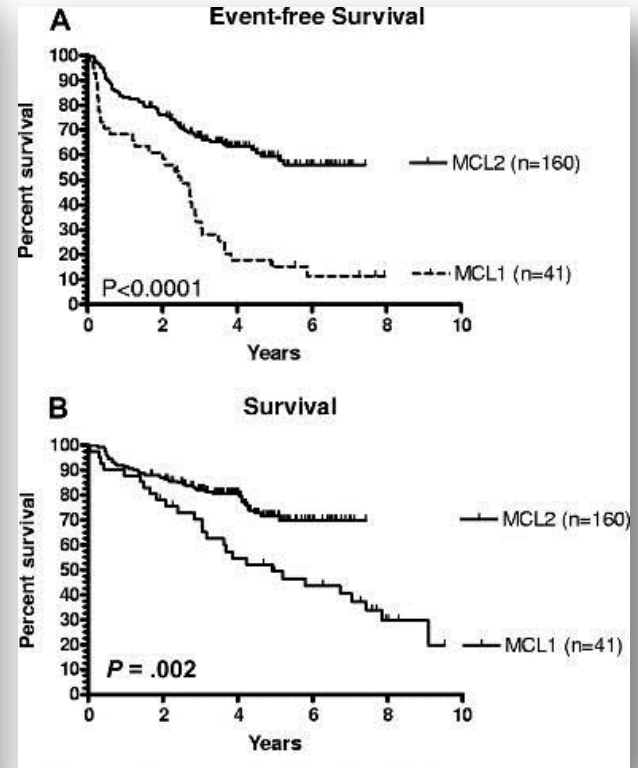 A
Event-free Survival
Percent survival
100
90
80
70
60
50
40
30
20
10
0
MCL2 (n=160)
MCL1 (n=41)
P<0.0001
0 2 4 6 8 10
Years
B
Survival
Percent survival
100
90
80
70
60
50
40
30
20
10
0
MCL2 (n=160)
MCL1 (n=41)
P = .002
0 2 4 6 8 10
Years